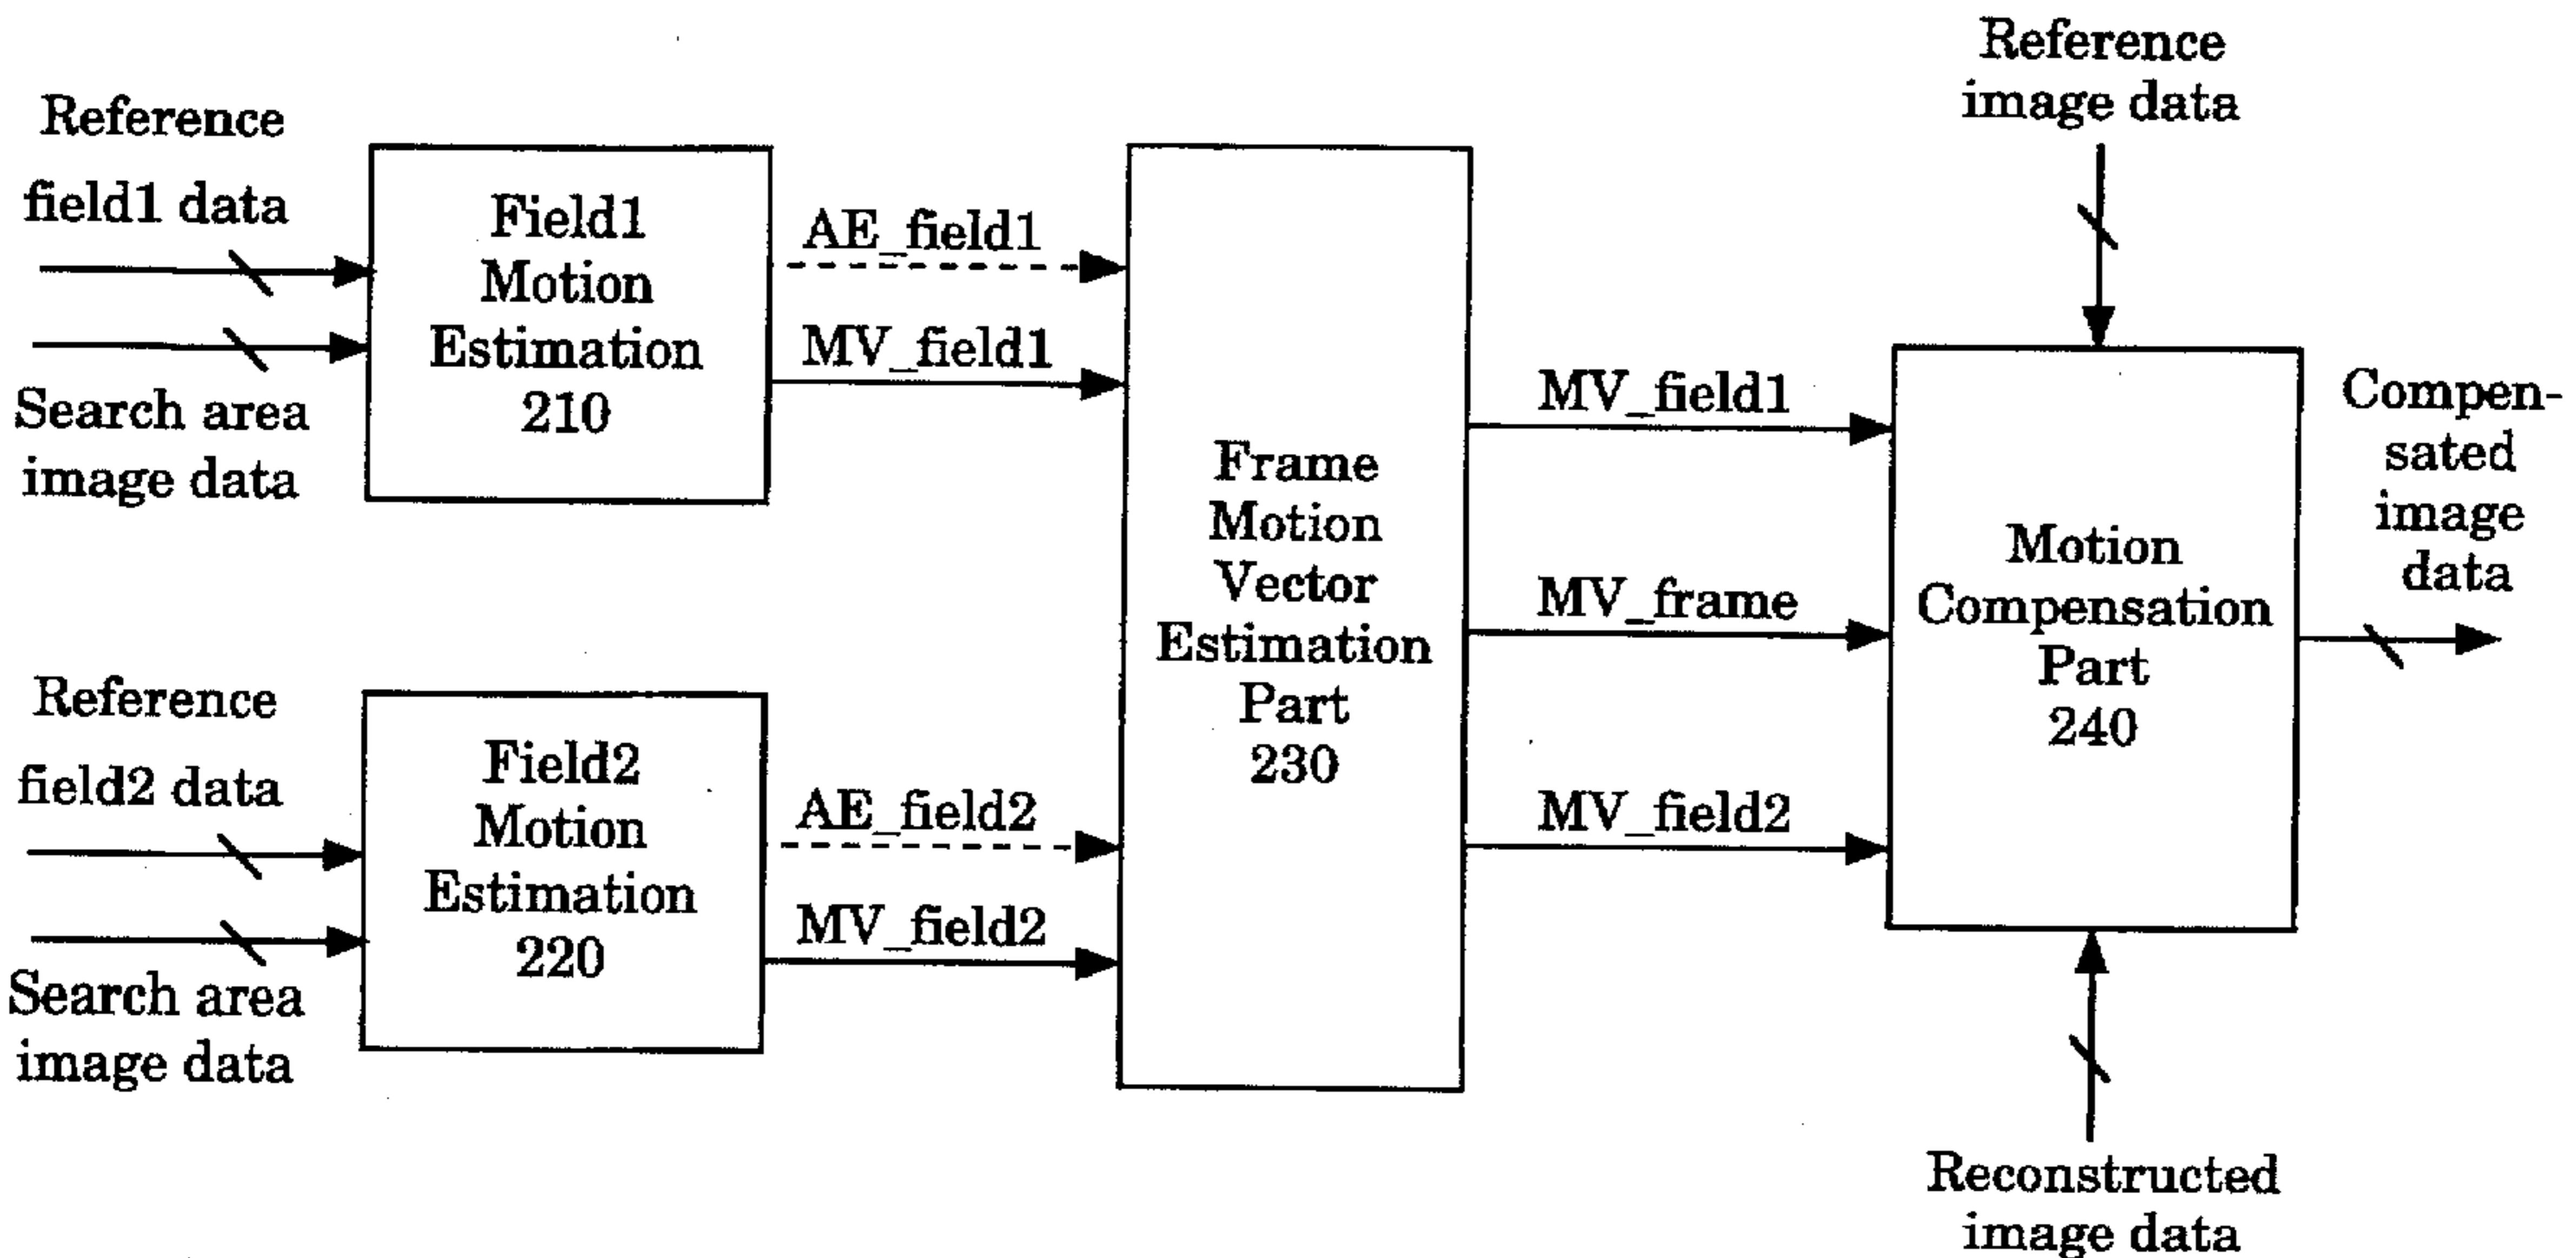 Reference
field1 data
Search area
image data
Field1
Motion
Estimation
210
AE_field1
MV_field1
Reference
field2 data
Search area
image data
Field2
Motion
Estimation
220
AE_field2
MV_field2
Frame
Motion
Vector
Estimation
Part
230
MV_field1
MV_frame
MV_field2
Reference
image data
Motion
Compensation
Part
240
Reconstructed
image data
Compen-
sated
image
data